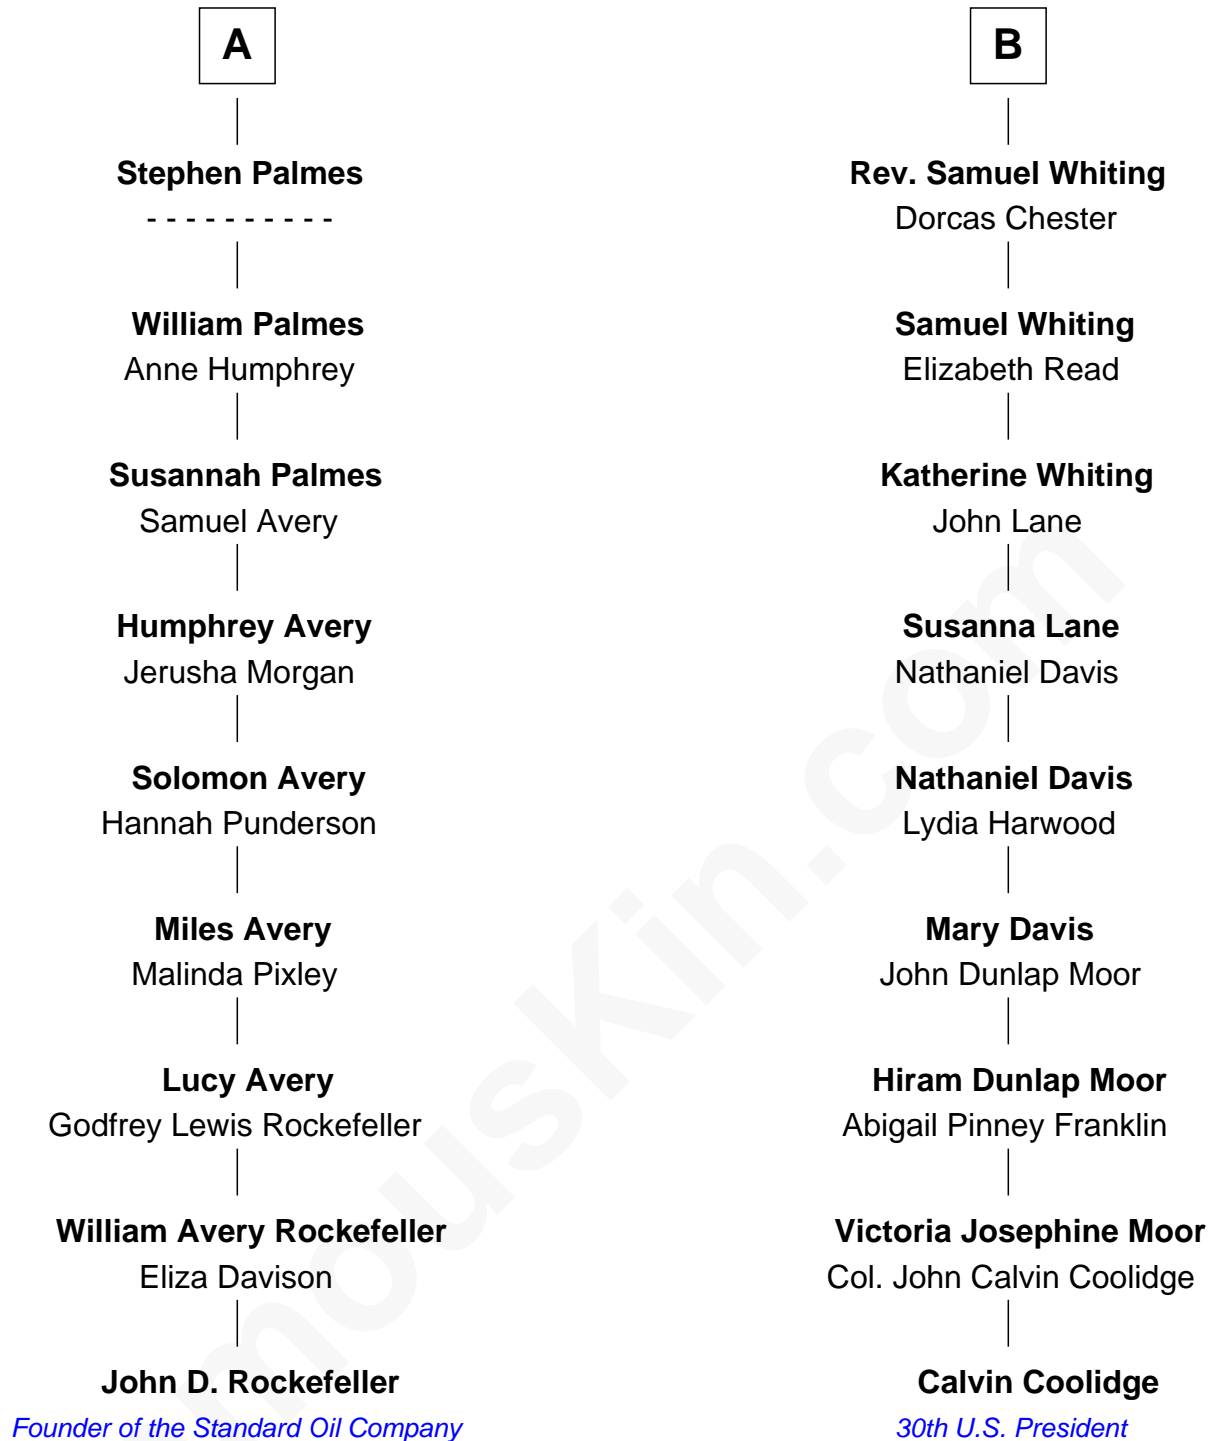 A
Stephen Palmes
- - - - - - - - - -
William Palmes
Anne Humphrey
Susannah Palmes
Samuel Avery
Humphrey Avery
Jerusha Morgan
Solomon Avery
Hannah Punderson
Miles Avery
Malinda Pixley
Lucy Avery
Godfrey Lewis Rockefeller
William Avery Rockefeller
Eliza Davison
John D. Rockefeller
Founder of the Standard Oil Company
B
Rev. Samuel Whiting
Dorcas Chester
Samuel Whiting
Elizabeth Read
Katherine Whiting
John Lane
Susanna Lane
Nathaniel Davis
Nathaniel Davis
Lydia Harwood
Mary Davis
John Dunlap Moor
Hiram Dunlap Moor
Abigail Pinney Franklin
Victoria Josephine Moor
Col. John Calvin Coolidge
Calvin Coolidge
30th U.S. President
mousKin.com